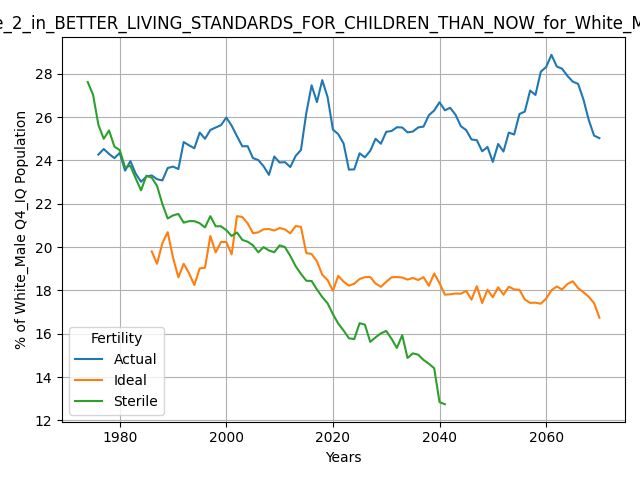 e_2_in_BETTER_LIVING_STANDARDS_FOR_CHILDREN_THAN_NOW_for_White_M
% of White_Male Q4_IQ Population
28
26
24
22
20
18
16
14
12
Fertility
Actual
Ideal
Sterile
1980
2000
2020
2040
2060
Years